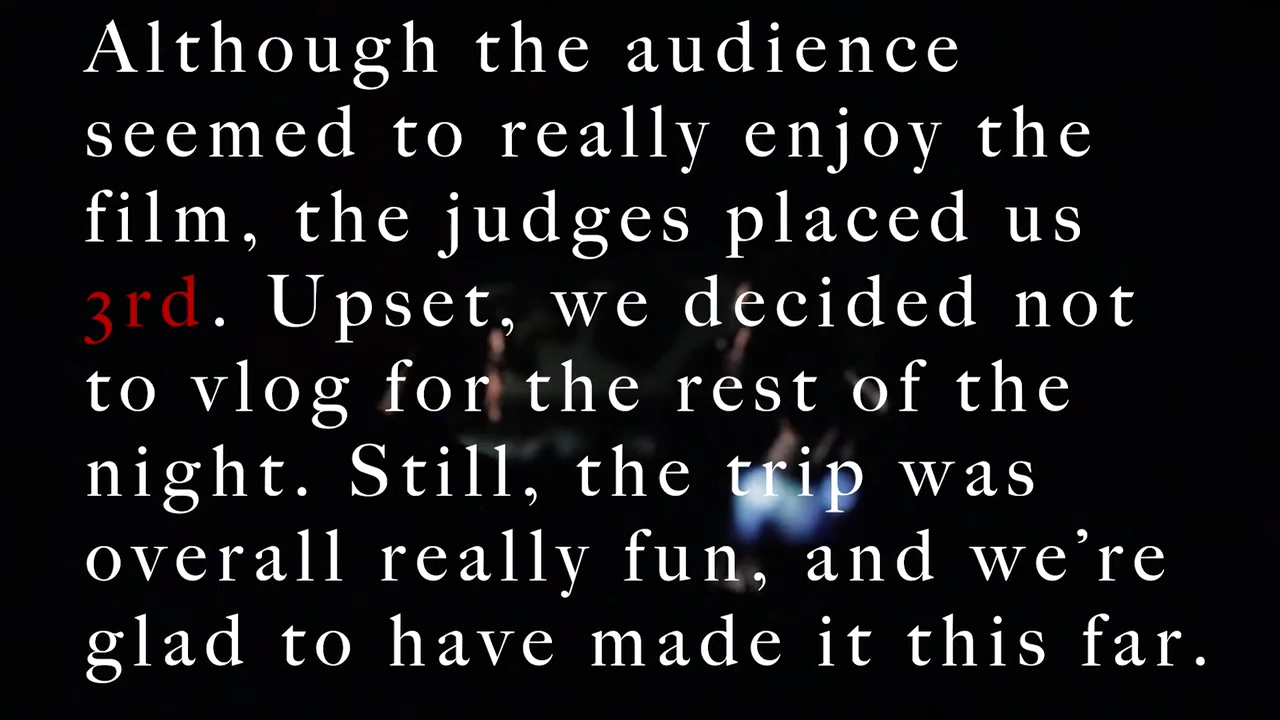 Although the audience
seemed to really enjoy the
film, the judges placed us
3rd. Upset, we decided not
to vlog for the rest of the
night. Still, the trip was
overall really fun, and we’re
glad to have made it this far.